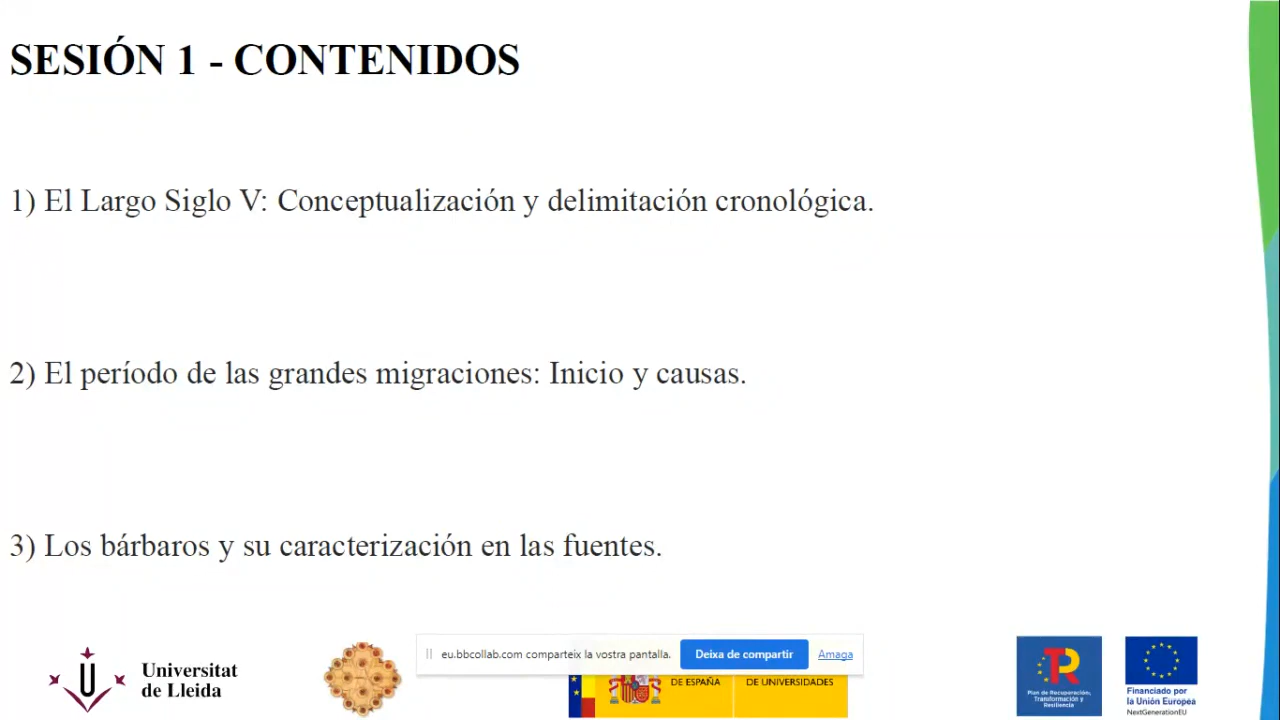 SESIÓN 1 - CONTENIDOS
1) El Largo Siglo V: Conceptualización y delimitación cronológica.
2) El período de las grandes migraciones: Inicio y causas.
3) Los bárbaros y su caracterización en las fuentes.
Universitat
de Lleida
eu.bbcollab.com comparteix la vostra pantalla.
Deixa de compartir
Amaga
DE ESPAÑA
DE UNIVERSIDADES
TR
Plan de Recuperación,
Transformación y
Resiliencia
Financiado por
la Unión Europea
NextGenerationEU